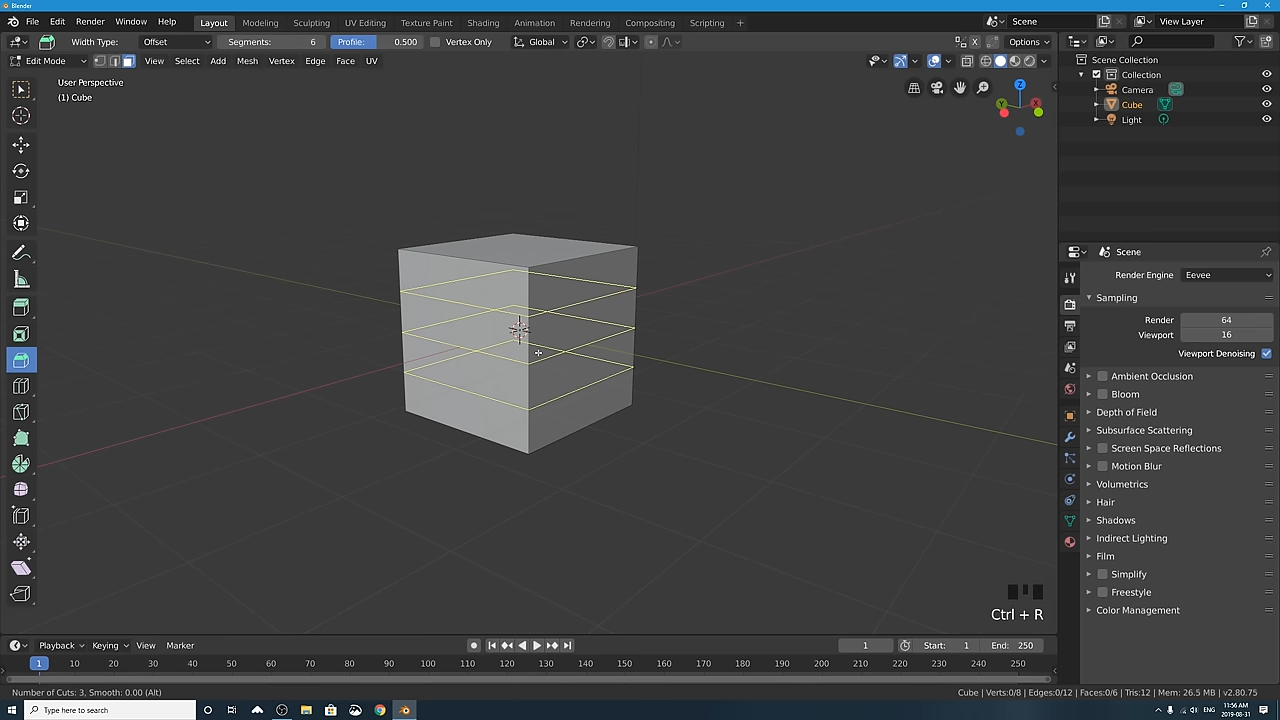 Blender
File Edit Render Window Help Layout Modeling Sculpting UV Editing Texture Paint Shading Animation Rendering Compositing Scripting + Scene View Layer
Width Type: Offset Segments: 6 Profile: 0.500 Vertex Only Global X Options
Edit Mode View Select Add Mesh Vertex Edge Face UV
User Perspective
(1) Cube
Z
Y X
Scene Collection
Collection
Camera
Cube
Light
Scene
Render Engine Eevee
Sampling
Render 64
Viewport 16
Viewport Denoising
Ambient Occlusion
Bloom
Depth of Field
Subsurface Scattering
Screen Space Reflections
Motion Blur
Volumetrics
Hair
Shadows
Indirect Lighting
Film
Simplify
Freestyle
Color Management
Ctrl + R
Playback Keying View Marker 1 Start: 1 End: 250
1 10 20 30 40 50 60 70 80 90 100 110 120 130 140 150 160 170 180 190 200 210 220 230 240 250
Number of Cuts: 3, Smooth: 0.00 (Alt) Cube | Verts:0/8 | Edges:0/12 | Faces:0/6 | Tris:12 | Mem: 26.5 MB | v2.80.75
Type here to search ENG 11:56 AM
2019-08-31